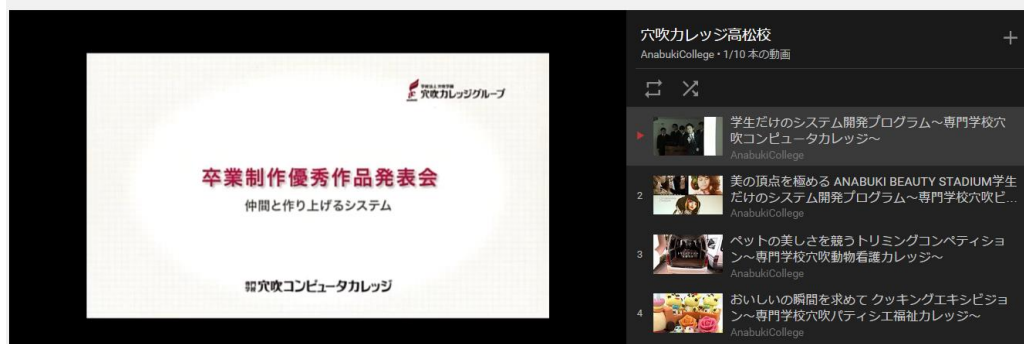 学校法人 穴吹学園
穴吹カレッジグループ
卒業制作優秀作品発表会
仲間と作り上げるシステム
専門学校 穴吹コンピュータカレッジ
穴吹カレッジ高松校
AnabukiCollege • 1/10 本の動画
学生だけのシステム開発プログラム～専門学校穴
吹コンピュータカレッジ～
AnabukiCollege
2
美の頂点を極める ANABUKI BEAUTY STADIUM学生
だけのシステム開発プログラム～専門学校穴吹ビ...
AnabukiCollege
3
ペットの美しさを競うトリミングコンペティショ
ン～専門学校穴吹動物看護カレッジ～
AnabukiCollege
4
おいしいの瞬間を求めて クッキングエキシビジョ
ン～専門学校穴吹パティシエ福祉カレッジ～
AnabukiCollege